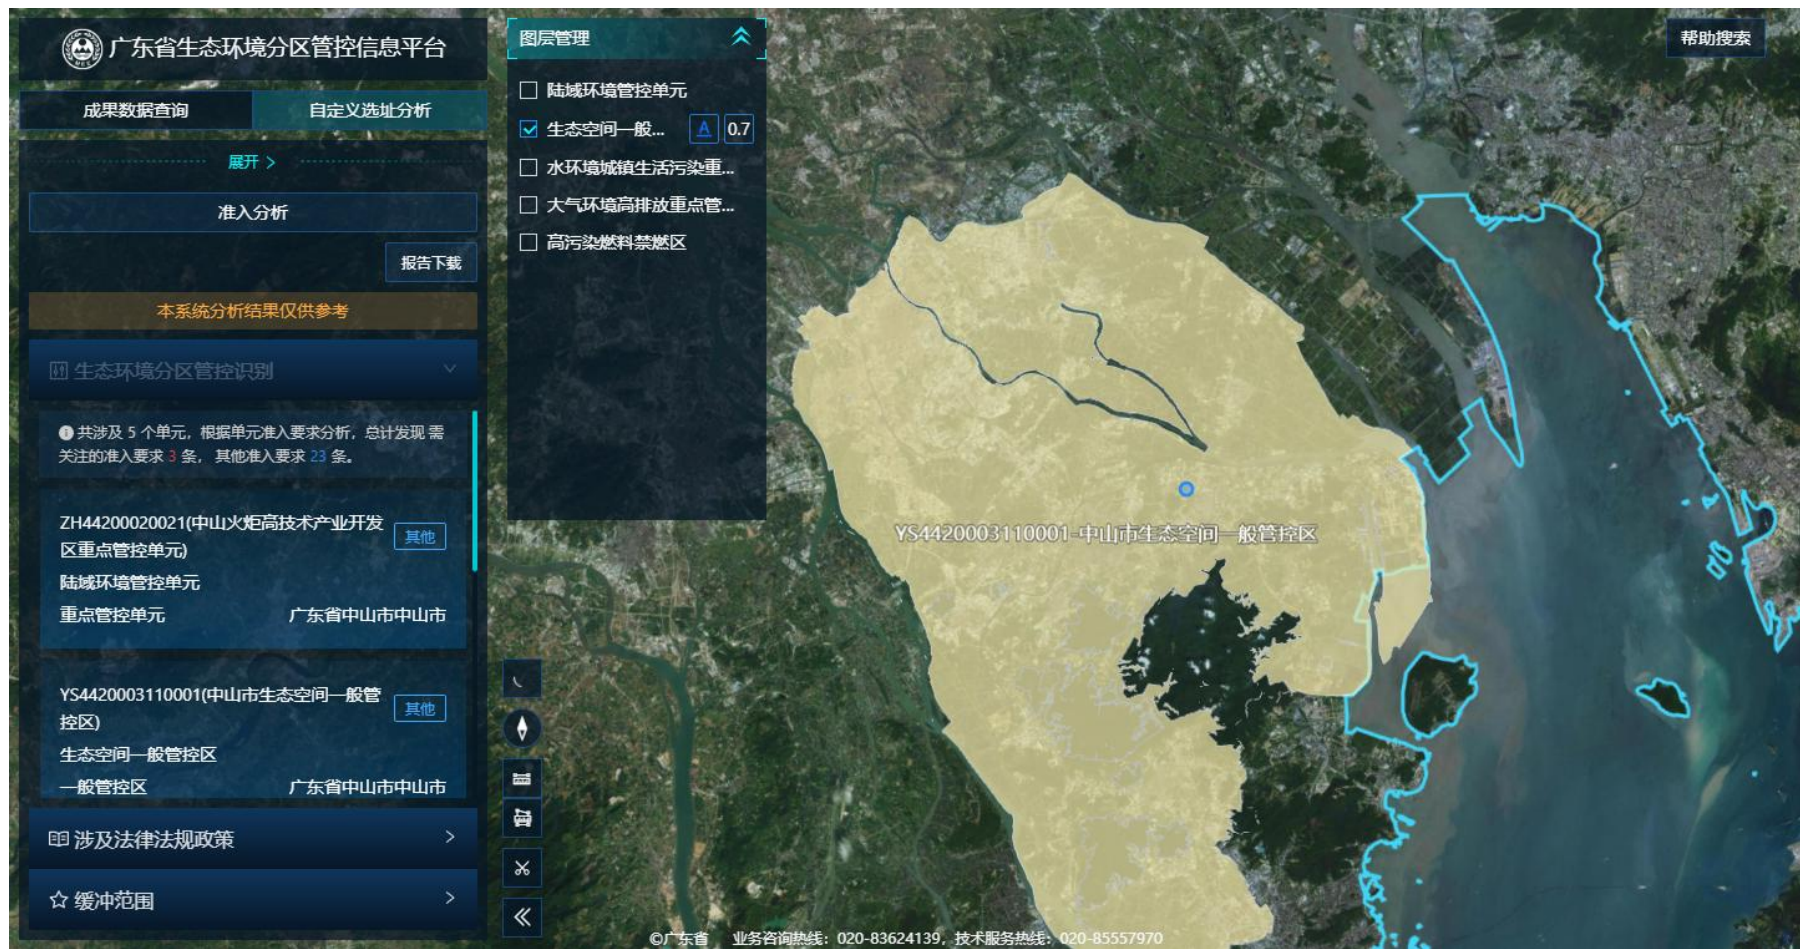 广东省生态环境分区管控信息平台
成果数据查询
自定义选址分析
展开 >
准入分析
报告下载
本系统分析结果仅供参考
生态环境分区管控识别
共涉及 5 个单元，根据单元准入要求分析，总计发现 需
关注的准入要求 3 条， 其他准入要求 23 条。
ZH44200020021(中山火炬高技术产业开发
区重点管控单元)
其他
陆域环境管控单元
重点管控单元 广东省中山市中山市
YS4420003110001(中山市生态空间一般管
控区)
其他
生态空间一般管控区
一般管控区 广东省中山市中山市
涉及法律法规政策 >
缓冲范围 >
图层管理
陆域环境管控单元
生态空间一般... A 0.7
水环境城镇生活污染重...
大气环境高排放重点管...
高污染燃料禁燃区
帮助搜索
YS4420003110001-中山市生态空间一般管控区
©广东省 业务咨询热线：020-83624139，技术服务热线：020-85557970